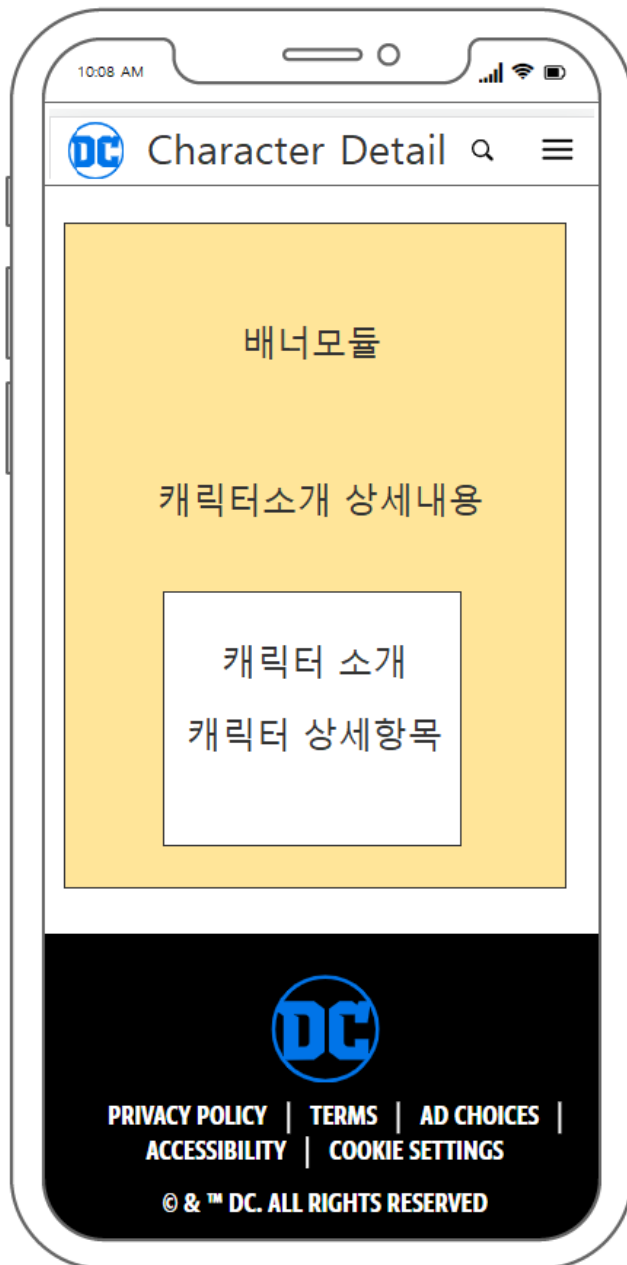 10:08 AM
DC Character Detail
배너모듈
캐릭터소개 상세내용
캐릭터 소개
캐릭터 상세항목
DC
PRIVACY POLICY | TERMS | AD CHOICES |
ACCESSIBILITY | COOKIE SETTINGS
© & ™ DC. ALL RIGHTS RESERVED